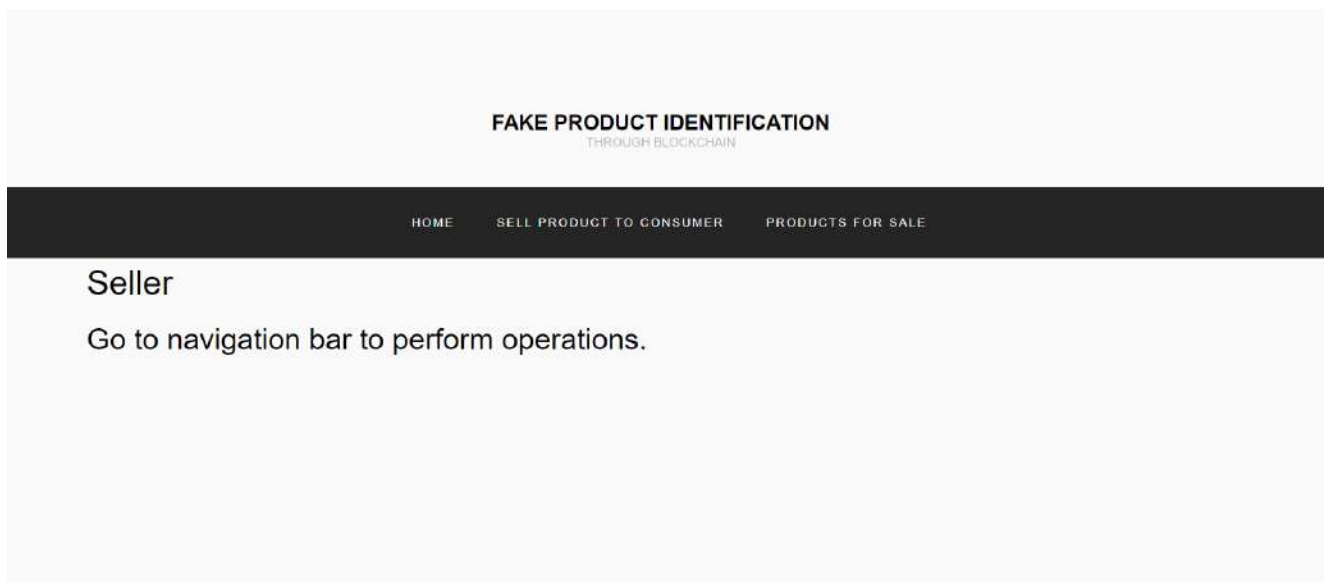 FAKE PRODUCT IDENTIFICATION
THROUGH BLOCKCHAIN
HOME SELL PRODUCT TO CONSUMER PRODUCTS FOR SALE
Seller
Go to navigation bar to perform operations.